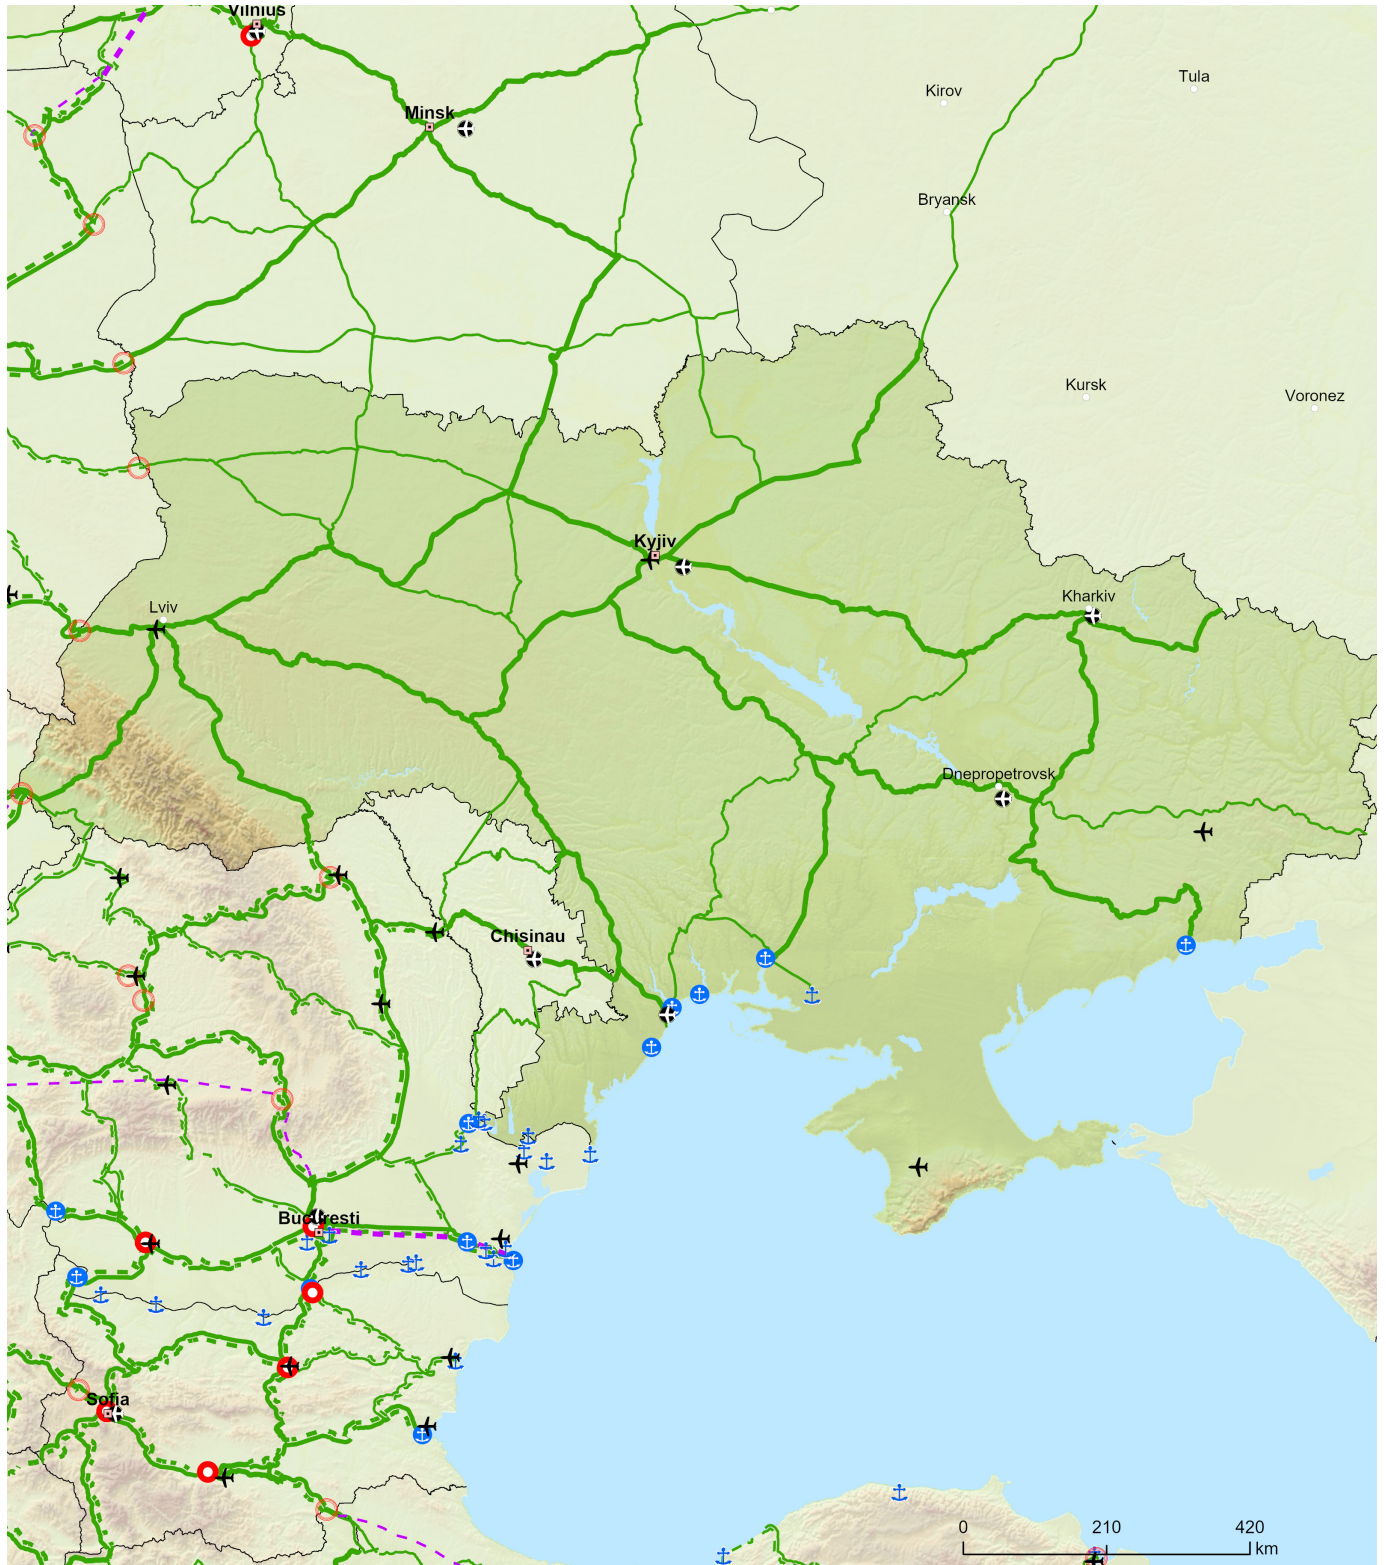 Vilnius
Tula
Kirov
Minsk
Bryansk
Kursk
Voronez
Kyjiv
Kharkiv
Lviv
Dnepropetrovsk
Chisinau
Bucuresti
Sofia
0 210 420
km